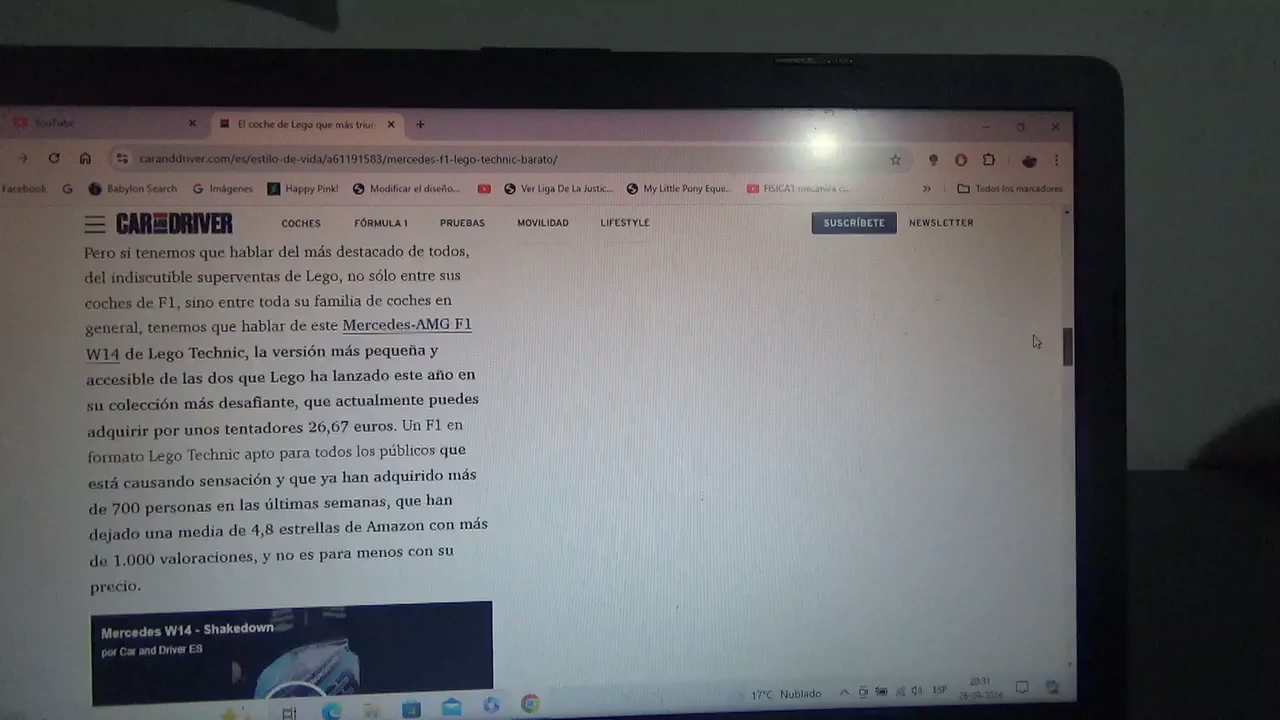 YouTube
El coche de Lego que más triun
caranddriver.com/es/estilo-de-vida/a61191583/mercedes-f1-lego-technic-barato/
Facebook
Babylon Search
Imágenes
Happy Pink!
Modificar el diseño...
Ver Liga De La Justic...
My Little Pony Eque...
FISICA1 mecánica c...
»
Todos los marcadores
CAR AND DRIVER
COCHES
FÓRMULA 1
PRUEBAS
MOVILIDAD
LIFESTYLE
SUSCRÍBETE
NEWSLETTER
Pero si tenemos que hablar del más destacado de todos,
del indiscutible superventas de Lego, no sólo entre sus
coches de F1, sino entre toda su familia de coches en
general, tenemos que hablar de este Mercedes-AMG F1
W14 de Lego Technic, la versión más pequeña y
accesible de las dos que Lego ha lanzado este año en
su colección más desafiante, que actualmente puedes
adquirir por unos tentadores 26,67 euros. Un F1 en
formato Lego Technic apto para todos los públicos que
está causando sensación y que ya han adquirido más
de 700 personas en las últimas semanas, que han
dejado una media de 4,8 estrellas de Amazon con más
de 1.000 valoraciones, y no es para menos con su
precio.
Mercedes W14 - Shakedown
por Car and Driver ES
17°C Nublado
ESP
20:31
26-09-2024